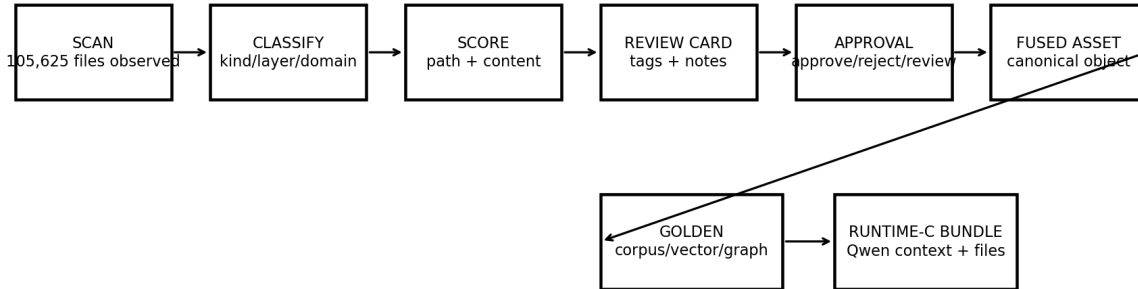 SCAN
105,625 files observed
CLASSIFY
kind/layer/domain
SCORE
path + content
REVIEW CARD
tags + notes
APPROVAL
approve/reject/review
FUSED ASSET
canonical object
GOLDEN
corpus/vector/graph
RUNTIME-C BUNDLE
Qwen context + files